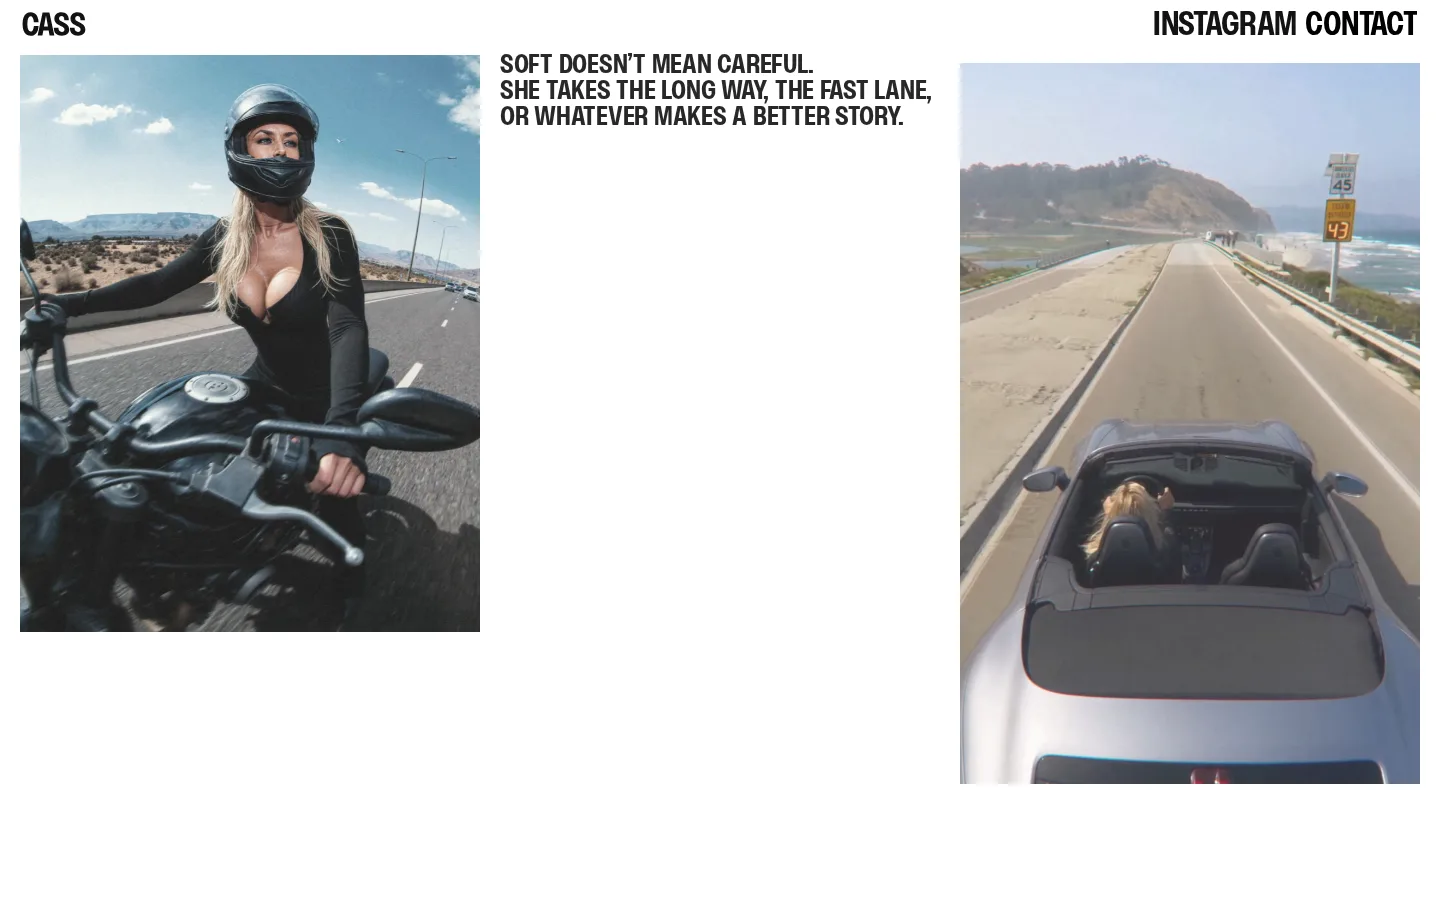 CASS
INSTAGRAM CONTACT
SOFT DOESN’T MEAN CAREFUL.
SHE TAKES THE LONG WAY, THE FAST LANE,
OR WHATEVER MAKES A BETTER STORY.
45
43